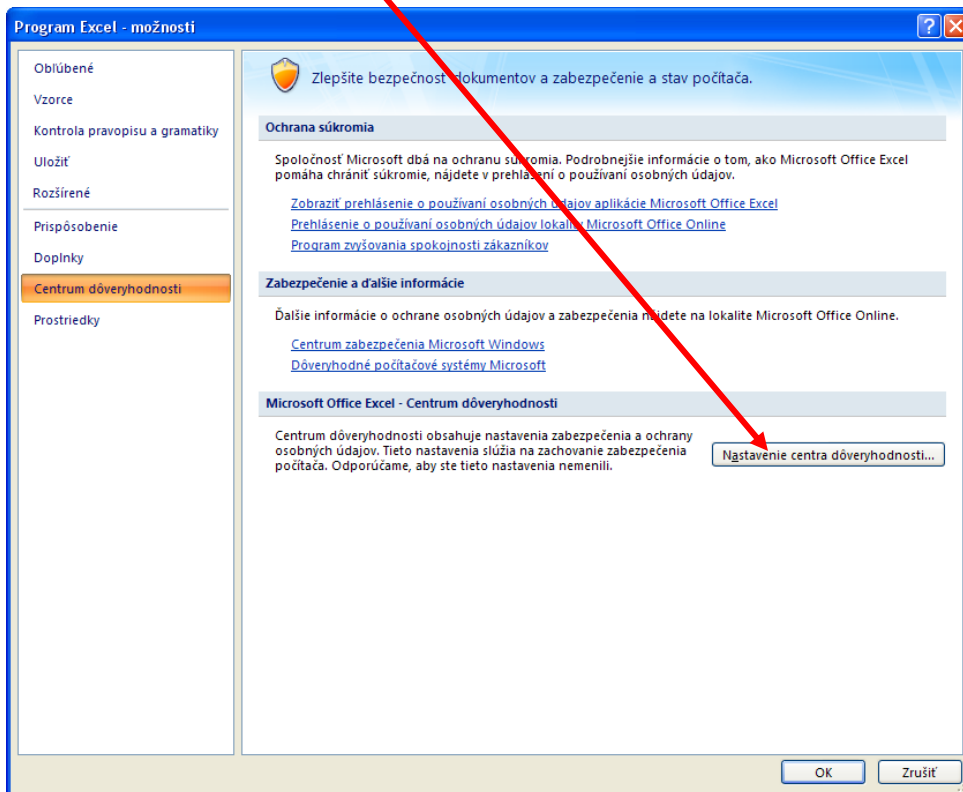 Program Excel - možnosti
Obľúbené
Vzorce
Kontrola pravopisu a gramatiky
Uložiť
Rozšírené
Prispôsobenie
Doplnky
Centrum dôveryhodnosti
Prostriedky
Zlepšite bezpečnosť dokumentov a zabezpečenie a stav počítača.
Ochrana súkromia
Spoločnosť Microsoft dbá na ochranu súkromia. Podrobnejšie informácie o tom, ako Microsoft Office Excel
pomáha chrániť súkromie, nájdete v prehlásení o používaní osobných údajov.
Zobraziť prehlásenie o používaní osobných údajov aplikácie Microsoft Office Excel
Prehlásenie o používaní osobných údajov lokality Microsoft Office Online
Program zvyšovania spokojnosti zákazníkov
Zabezpečenie a ďalšie informácie
Ďalšie informácie o ochrane osobných údajov a zabezpečenia nájdete na lokalite Microsoft Office Online.
Centrum zabezpečenia Microsoft Windows
Dôveryhodné počítačové systémy Microsoft
Microsoft Office Excel - Centrum dôveryhodnosti
Centrum dôveryhodnosti obsahuje nastavenia zabezpečenia a ochrany
osobných údajov. Tieto nastavenia slúžia na zachovanie zabezpečenia
počítača. Odporúčame, aby ste tieto nastavenia nemenili.
Nastavenie centra dôveryhodnosti...
OK
Zrušiť